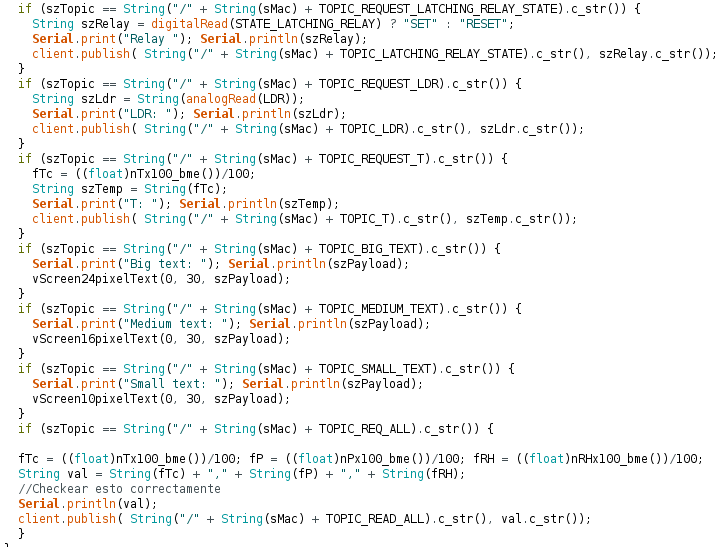 if (szTopic == String("/" + String(sMac) + TOPIC_REQUEST_LATCHING_RELAY_STATE).c_str()) {
String szRelay = digitalRead(STATE_LATCHING_RELAY) ? "SET" : "RESET";
Serial.print("Relay "); Serial.println(szRelay);
client.publish( String("/" + String(sMac) + TOPIC_LATCHING_RELAY_STATE).c_str(), szRelay.c_str());
}
if (szTopic == String("/" + String(sMac) + TOPIC_REQUEST_LDR).c_str()) {
String szLdr = String(analogRead(LDR));
Serial.print("LDR: "); Serial.println(szLdr);
client.publish( String("/" + String(sMac) + TOPIC_LDR).c_str(), szLdr.c_str());
}
if (szTopic == String("/" + String(sMac) + TOPIC_REQUEST_T).c_str()) {
fTc = ((float)nTx100_bme())/100;
String szTemp = String(fTc);
Serial.print("T: "); Serial.println(szTemp);
client.publish( String("/" + String(sMac) + TOPIC_T).c_str(), szTemp.c_str());
}
if (szTopic == String("/" + String(sMac) + TOPIC_BIG_TEXT).c_str()) {
Serial.print("Big text: "); Serial.println(szPayload);
vScreen24pixelText(0, 30, szPayload);
}
if (szTopic == String("/" + String(sMac) + TOPIC_MEDIUM_TEXT).c_str()) {
Serial.print("Medium text: "); Serial.println(szPayload);
vScreen16pixelText(0, 30, szPayload);
}
if (szTopic == String("/" + String(sMac) + TOPIC_SMALL_TEXT).c_str()) {
Serial.print("Small text: "); Serial.println(szPayload);
vScreen10pixelText(0, 30, szPayload);
}
if (szTopic == String("/" + String(sMac) + TOPIC_REQ_ALL).c_str()) {
fTc = ((float)nTx100_bme())/100; fP = ((float)nPx100_bme())/100; fRH = ((float)nRHx100_bme())/100;
String val = String(fTc) + "," + String(fP) + "," + String(fRH);
//Checkear esto correctamente
Serial.println(val);
client.publish( String("/" + String(sMac) + TOPIC_READ_ALL).c_str(), val.c_str());
}